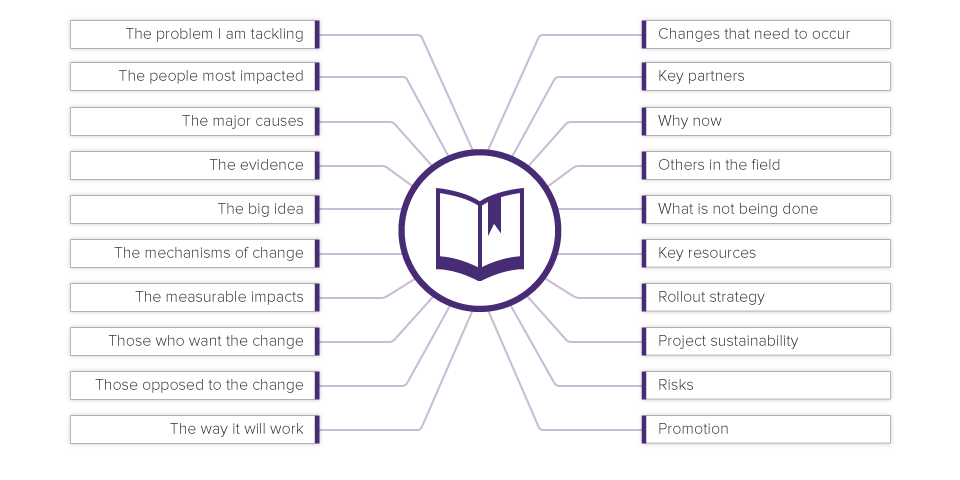 The problem I am tackling
The people most impacted
The major causes
The evidence
The big idea
The mechanisms of change
The measurable impacts
Those who want the change
Those opposed to the change
The way it will work
Changes that need to occur
Key partners
Why now
Others in the field
What is not being done
Key resources
Rollout strategy
Project sustainability
Risks
Promotion